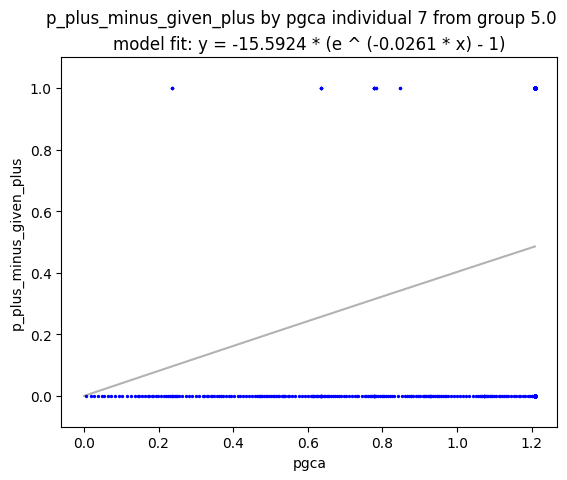 p_plus_minus_given_plus by pgca individual 7 from group 5.0
model fit: y = -15.5924 * (e ^ (-0.0261 * x) - 1)
1.0
0.8
0.6
0.4
0.2
0.0
p_plus_minus_given_plus
0.0 0.2 0.4 0.6 0.8 1.0 1.2
pgca